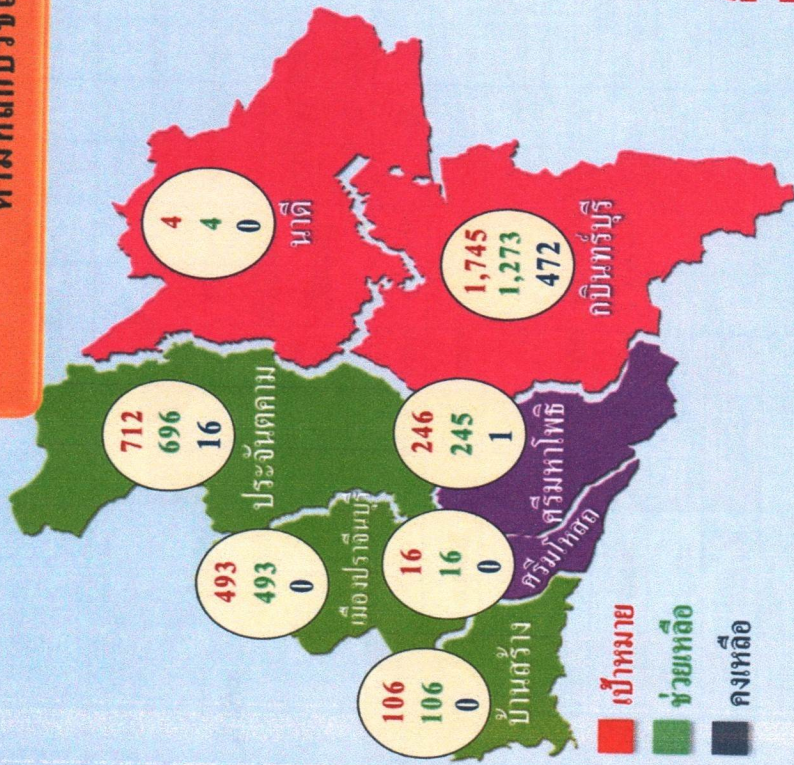 4
4
0
นาดี
1,745
1,273
472
กบินทร์บุรี
712
696
16
ประจันตคาม
246
245
1
ศรีมหาโพธิ
493
493
0
เมืองปราจีนบุรี
16
16
0
ศรีมโหสถ
106
106
0
บ้านสร้าง
เป้าหมาย
ช่วยเหลือ
คงเหลือ